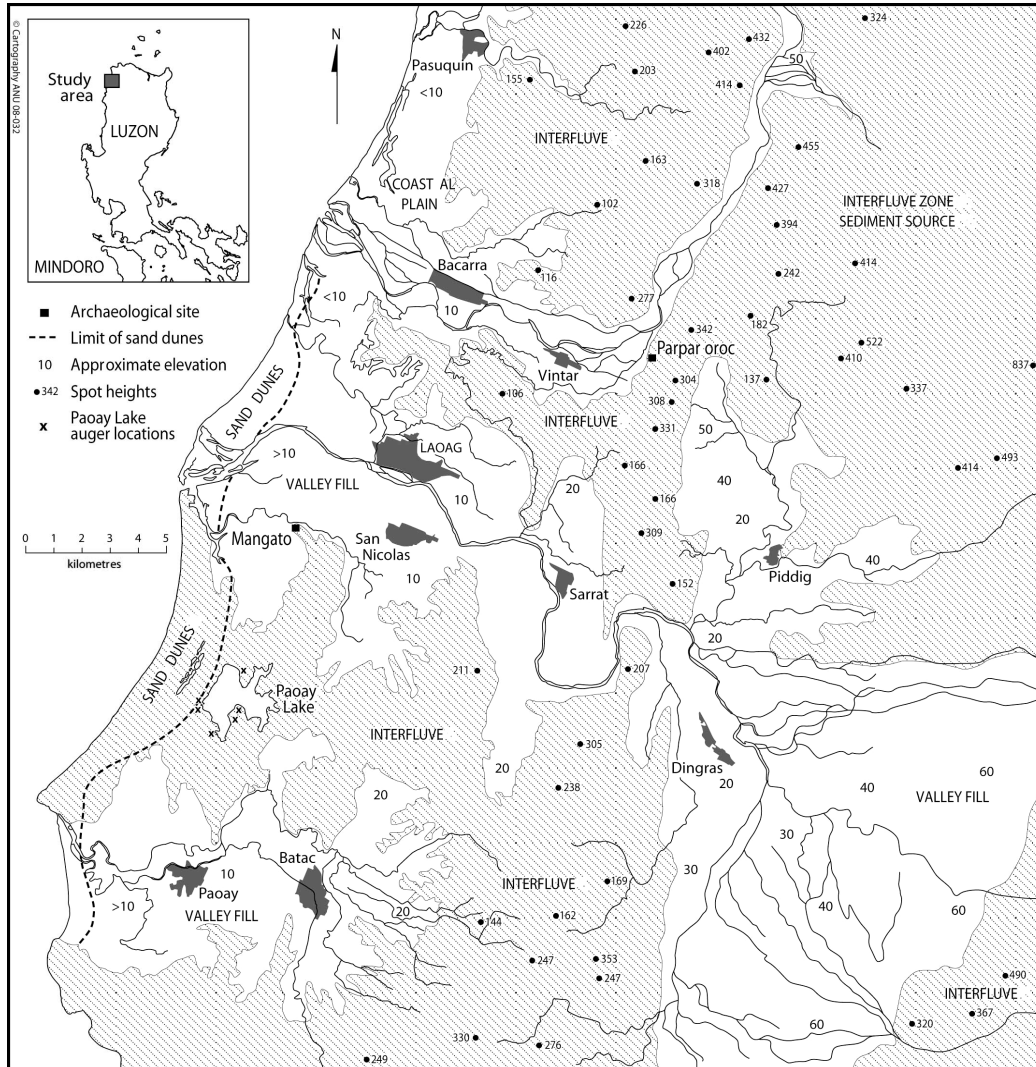 © Cartography ANU 08-032
Study
area
LUZON
MINDORO
N
Archaeological site
Limit of sand dunes
10 Approximate elevation
342 Spot heights
x Paoay Lake
auger locations
0 1 2 3 4 5
kilometres
226
324
432
402
50
Pasuquin
155
203
414
<10
INTERFLUVE
455
163
318
427
COAST AL
PLAIN
102
INTERFLUVE ZONE
SEDIMENT SOURCE
394
Bacarra
116
414
242
<10
10
277
182
342
522
Parpar oroc
410
837
Vintar
304
137
337
106
308
SAND DUNES
INTERFLUVE
331
50
LAOAG
>10
166
493
414
VALLEY FILL
10
20
40
166
20
Mangato
San
Nicolas
309
40
10
Piddig
152
Sarrat
20
SAND DUNES
211
207
x
x
x
x
x
x
Paoay
Lake
INTERFLUVE
305
20
Dingras
20
60
238
40
VALLEY FILL
20
30
Batac
10
169
30
Paoay
INTERFLUVE
>10
VALLEY FILL
20
144
162
40
60
247
353
247
490
INTERFLUVE
367
60
320
330
276
249